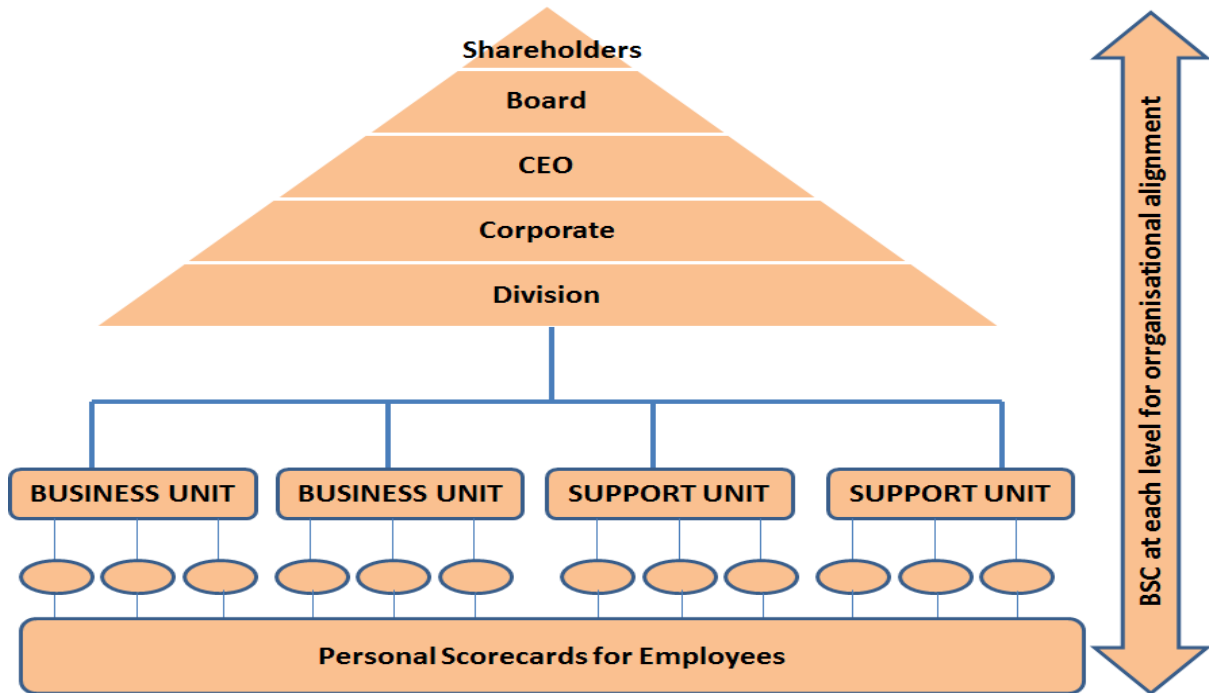 Shareholders
Board
CEO
Corporate
Division
BUSINESS UNIT
BUSINESS UNIT
SUPPORT UNIT
SUPPORT UNIT
Personal Scorecards for Employees
BSC at each level for orrganisational alignment